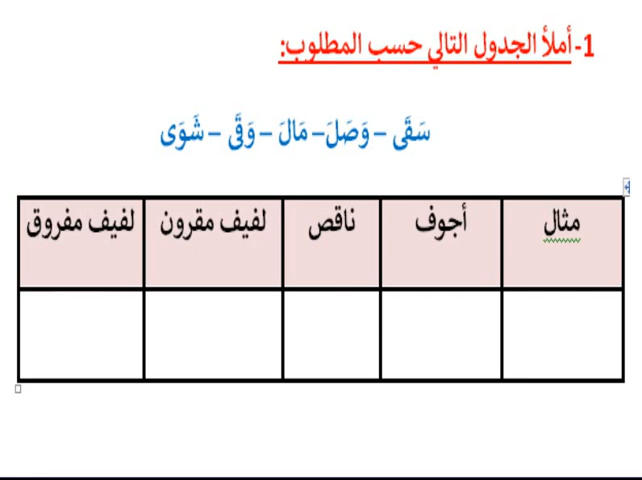 1- أملأ الجدول التالي حسب المطلوب:
سَقَى – وَصَلَ– مَالَ – وَقَّ – شَوَى
مثال أجوف ناقص لفيف مقرون لفيف مفروق